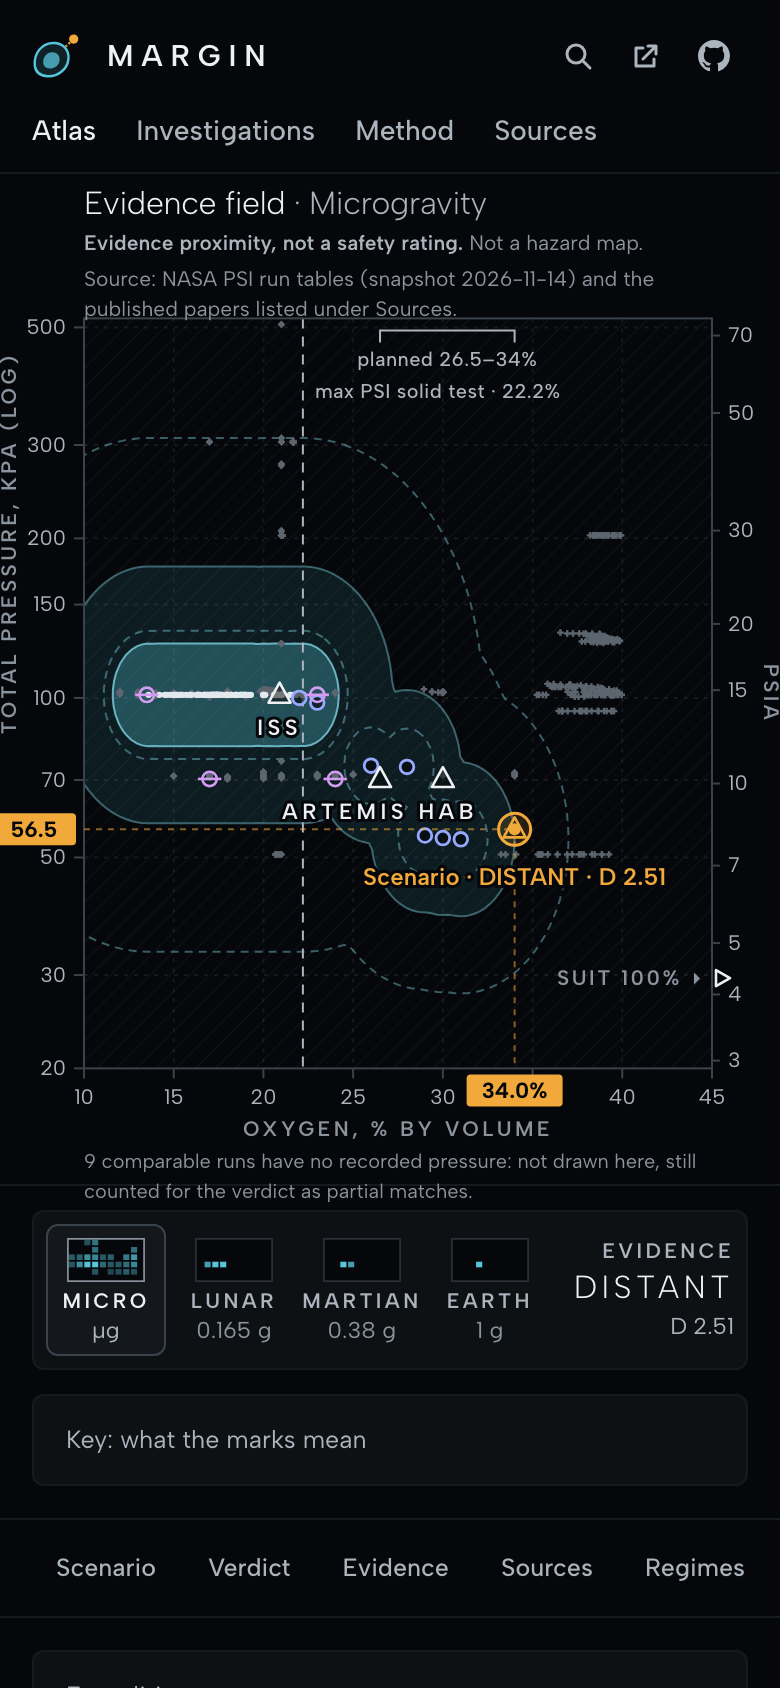 MARGIN
Atlas Investigations Method Sources
Evidence field · Microgravity
Evidence proximity, not a safety rating. Not a hazard map.
Source: NASA PSI run tables (snapshot 2026-11-14) and the
published papers listed under Sources.
TOTAL PRESSURE, KPA (LOG)
500
300
200
150
100
70
56.5
50
30
20
planned 26.5–34%
max PSI solid test · 22.2%
ISS
ARTEMIS HAB
Scenario · DISTANT · D 2.51
SUIT 100%
70
50
30
20
15
10
7
5
4
3
PSIA
10 15 20 25 30 34.0% 40 45
OXYGEN, % BY VOLUME
9 comparable runs have no recorded pressure: not drawn here, still
counted for the verdict as partial matches.
MICRO
µg
LUNAR
0.165 g
MARTIAN
0.38 g
EARTH
1 g
EVIDENCE
DISTANT
D 2.51
Key: what the marks mean
Scenario Verdict Evidence Sources Regimes